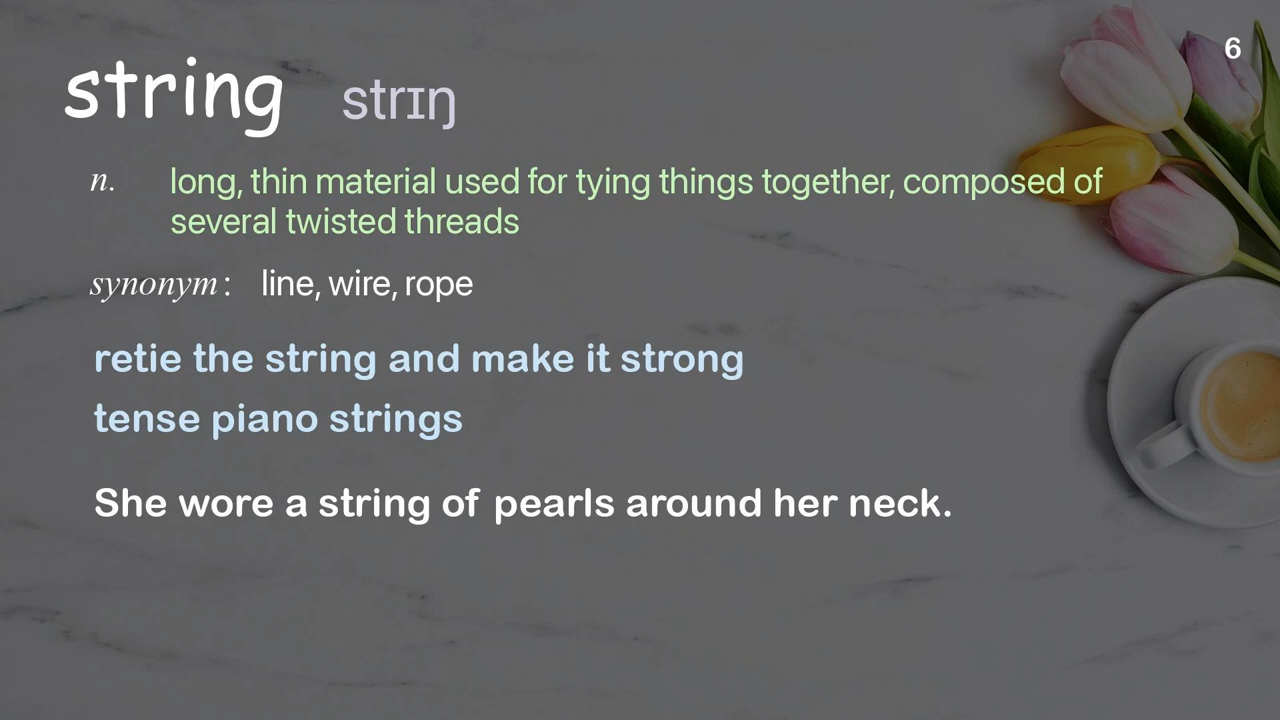 6
string strɪŋ
n. long, thin material used for tying things together, composed of
several twisted threads
synonym: line, wire, rope
retie the string and make it strong
tense piano strings
She wore a string of pearls around her neck.